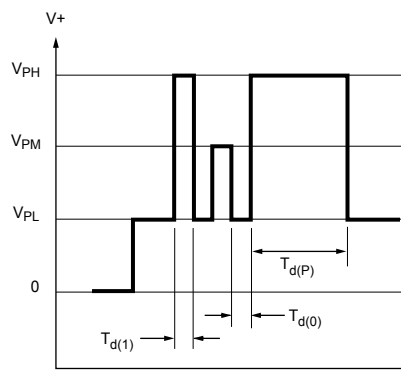 V+
VPH
VPM
VPL
0
Td(P)
Td(0)
Td(1)